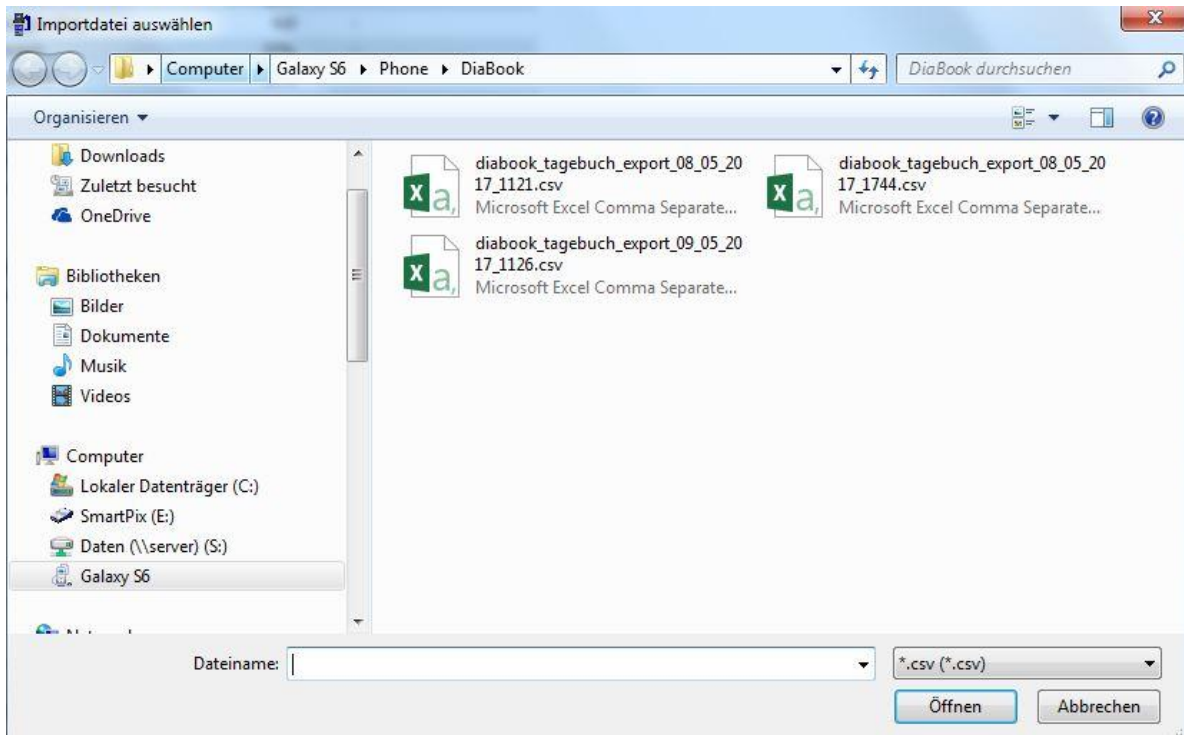 Importdatei auswählen
Computer Galaxy S6 Phone DiaBook
DiaBook durchsuchen
Organisieren
Downloads
Zuletzt besucht
OneDrive
Bibliotheken
Bilder
Dokumente
Musik
Videos
Computer
Lokaler Datenträger (C:)
SmartPix (E:)
Daten (\\server) (S:)
Galaxy S6
diabook_tagebuch_export_08_05_20
17_1121.csv
Microsoft Excel Comma Separate...
diabook_tagebuch_export_08_05_20
17_1744.csv
Microsoft Excel Comma Separate...
diabook_tagebuch_export_09_05_20
17_1126.csv
Microsoft Excel Comma Separate...
Dateiname:
*.csv (*.csv)
Öffnen
Abbrechen